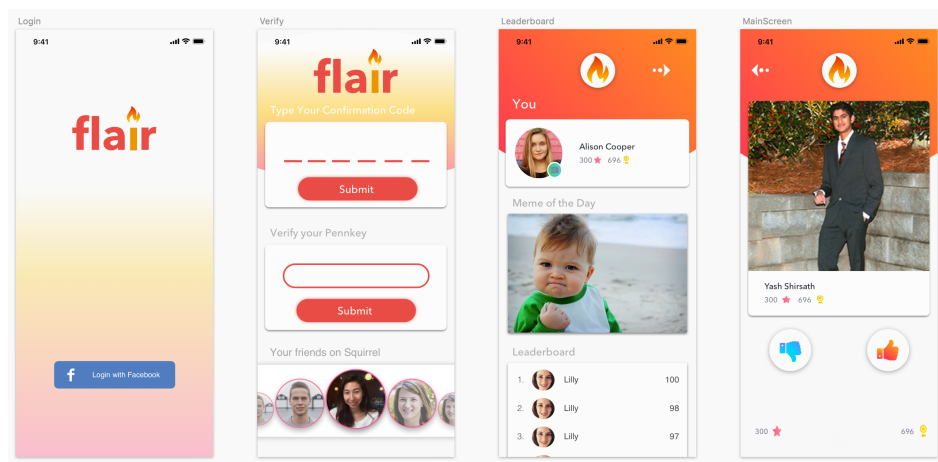 Login
9:41
flair
f Login with Facebook
Verify
9:41
flair
Type Your Confirmation Code
Submit
Verify your Pennkey
Submit
Your friends on Squirrel
Leaderboard
9:41
You
Alison Cooper
300 696
Meme of the Day
Leaderboard
1. Lilly 100
2. Lilly 98
3. Lilly 97
MainScreen
9:41
Yash Shirsath
300 696
300 696